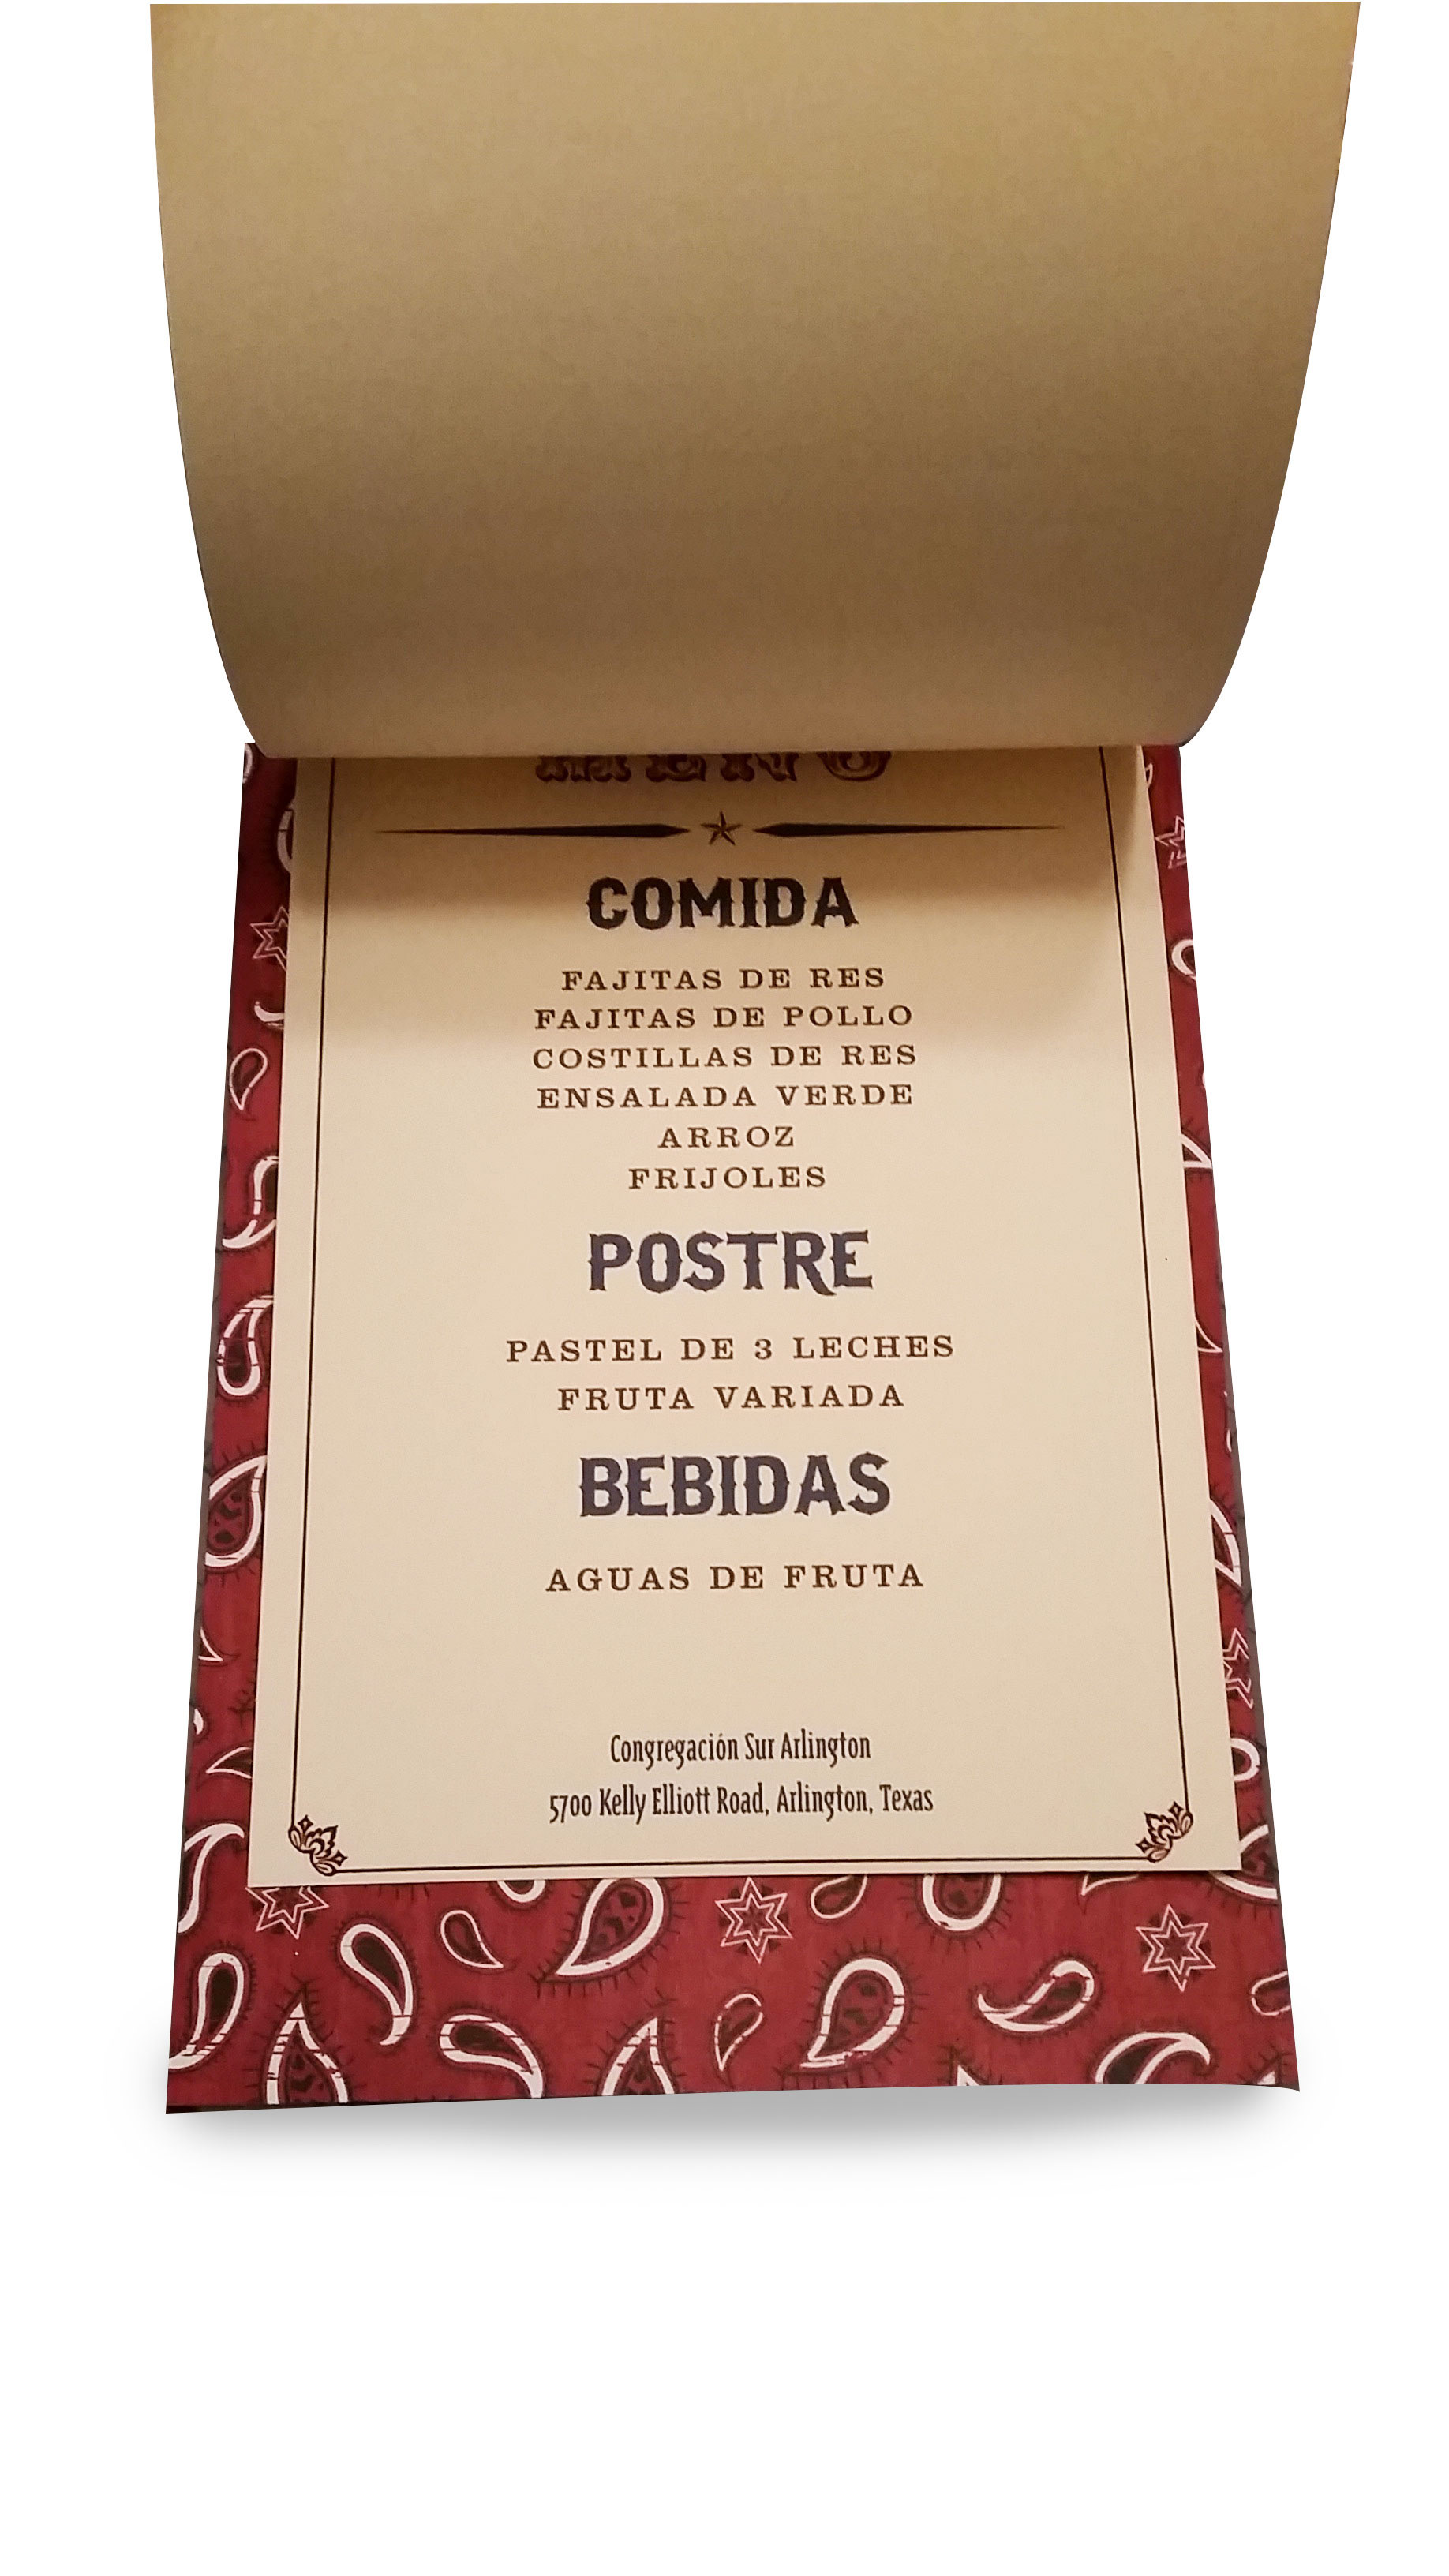 MENU
COMIDA
FAJITAS DE RES
FAJITAS DE POLLO
COSTILLAS DE RES
ENSALADA VERDE
ARROZ
FRIJOLES
POSTRE
PASTEL DE 3 LECHES
FRUTA VARIADA
BEBIDAS
AGUAS DE FRUTA
Congregación Sur Arlington
5700 Kelly Elliott Road, Arlington, Texas